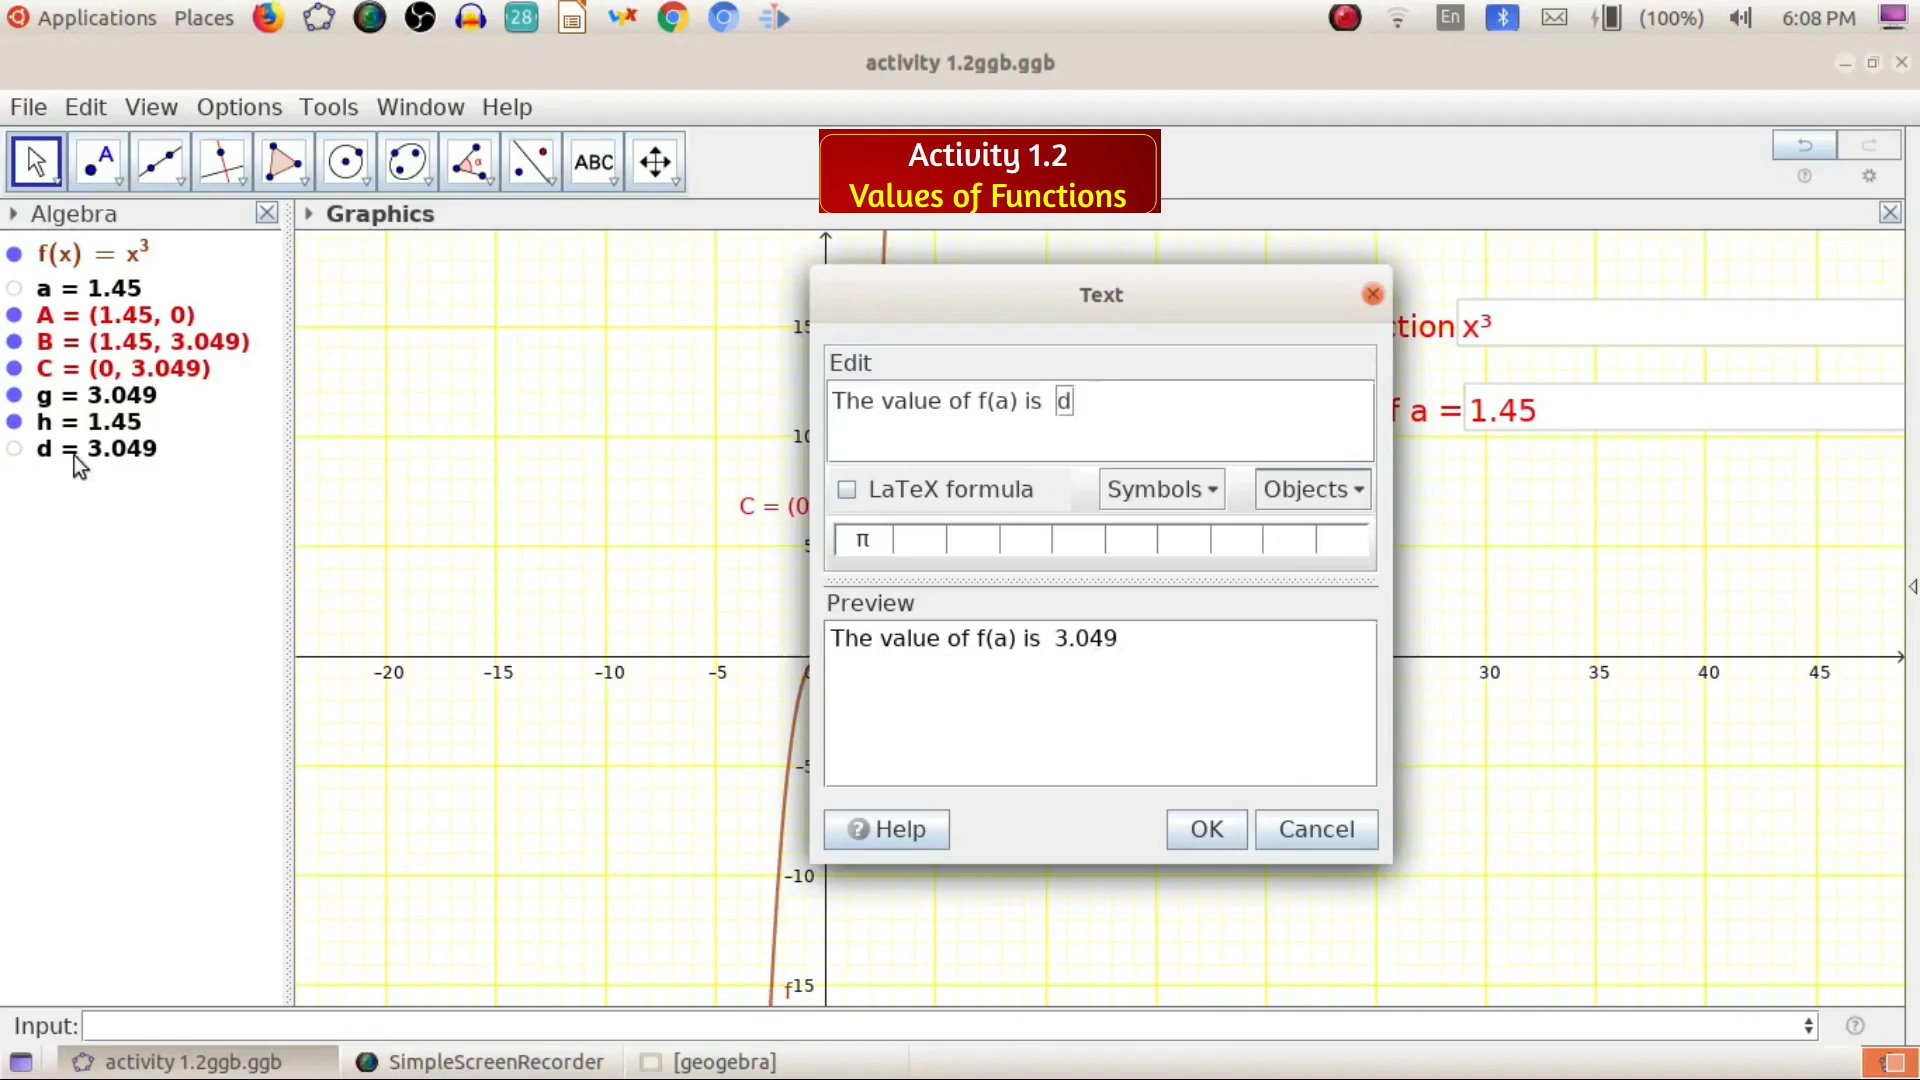 Applications Places 28 En (100%) 6:08 PM
activity 1.2ggb.ggb
File Edit View Options Tools Window Help
A α ABC
Activity 1.2
Values of Functions
Algebra
Graphics
f(x) = x³
a = 1.45
A = (1.45, 0)
B = (1.45, 3.049)
C = (0, 3.049)
g = 3.049
h = 1.45
d = 3.049
Text
Edit
The value of f(a) is d
LaTeX formula Symbols Objects
π
Preview
The value of f(a) is 3.049
Help OK Cancel
ction x³
f a = 1.45
C = (0
-20 -15 -10 -5 30 35 40 45
-10
f
Input:
activity 1.2ggb.ggb SimpleScreenRecorder [geogebra]